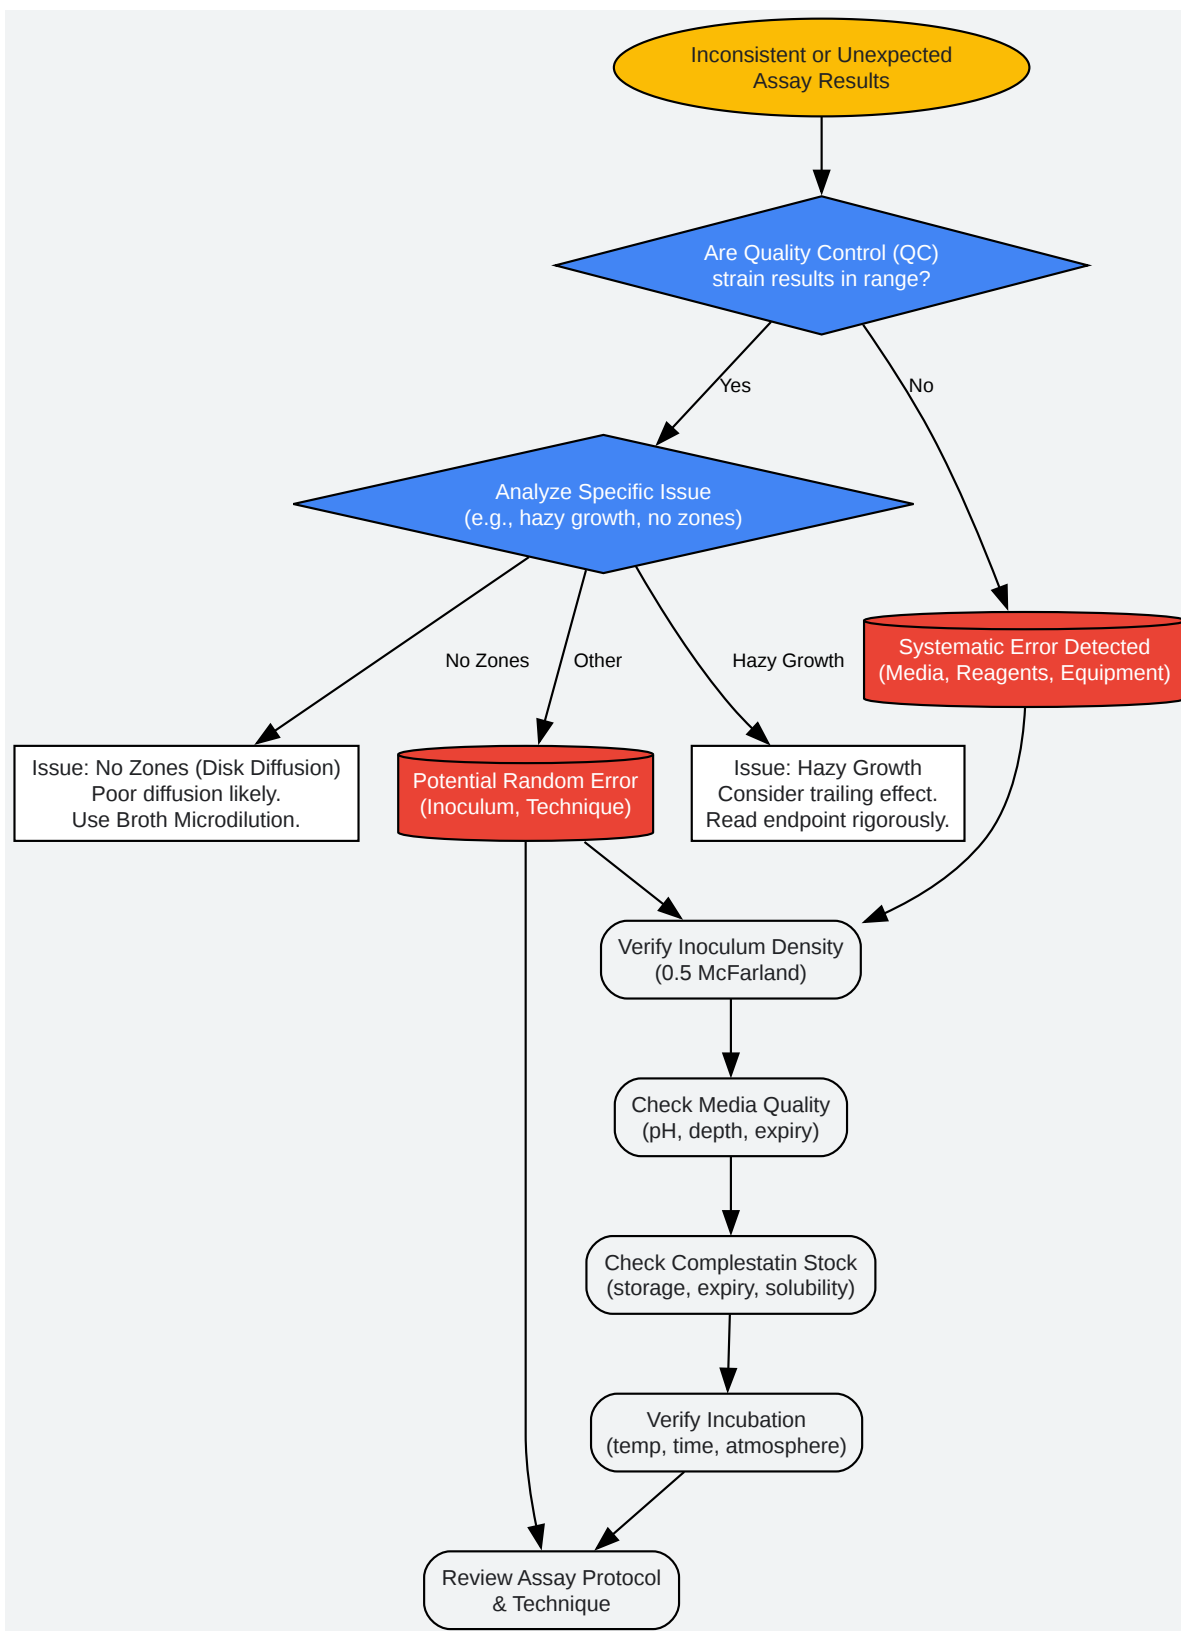 Inconsistent or Unexpected
Assay Results
Are Quality Control (QC)
strain results in range?
Yes
No
Analyze Specific Issue
(e.g., hazy growth, no zones)
No Zones
Other
Hazy Growth
Systematic Error Detected
(Media, Reagents, Equipment)
Issue: No Zones (Disk Diffusion)
Poor diffusion likely.
Use Broth Microdilution.
Potential Random Error
(Inoculum, Technique)
Issue: Hazy Growth
Consider trailing effect.
Read endpoint rigorously.
Verify Inoculum Density
(0.5 McFarland)
Check Media Quality
(pH, depth, expiry)
Check Complestatin Stock
(storage, expiry, solubility)
Verify Incubation
(temp, time, atmosphere)
Review Assay Protocol
& Technique